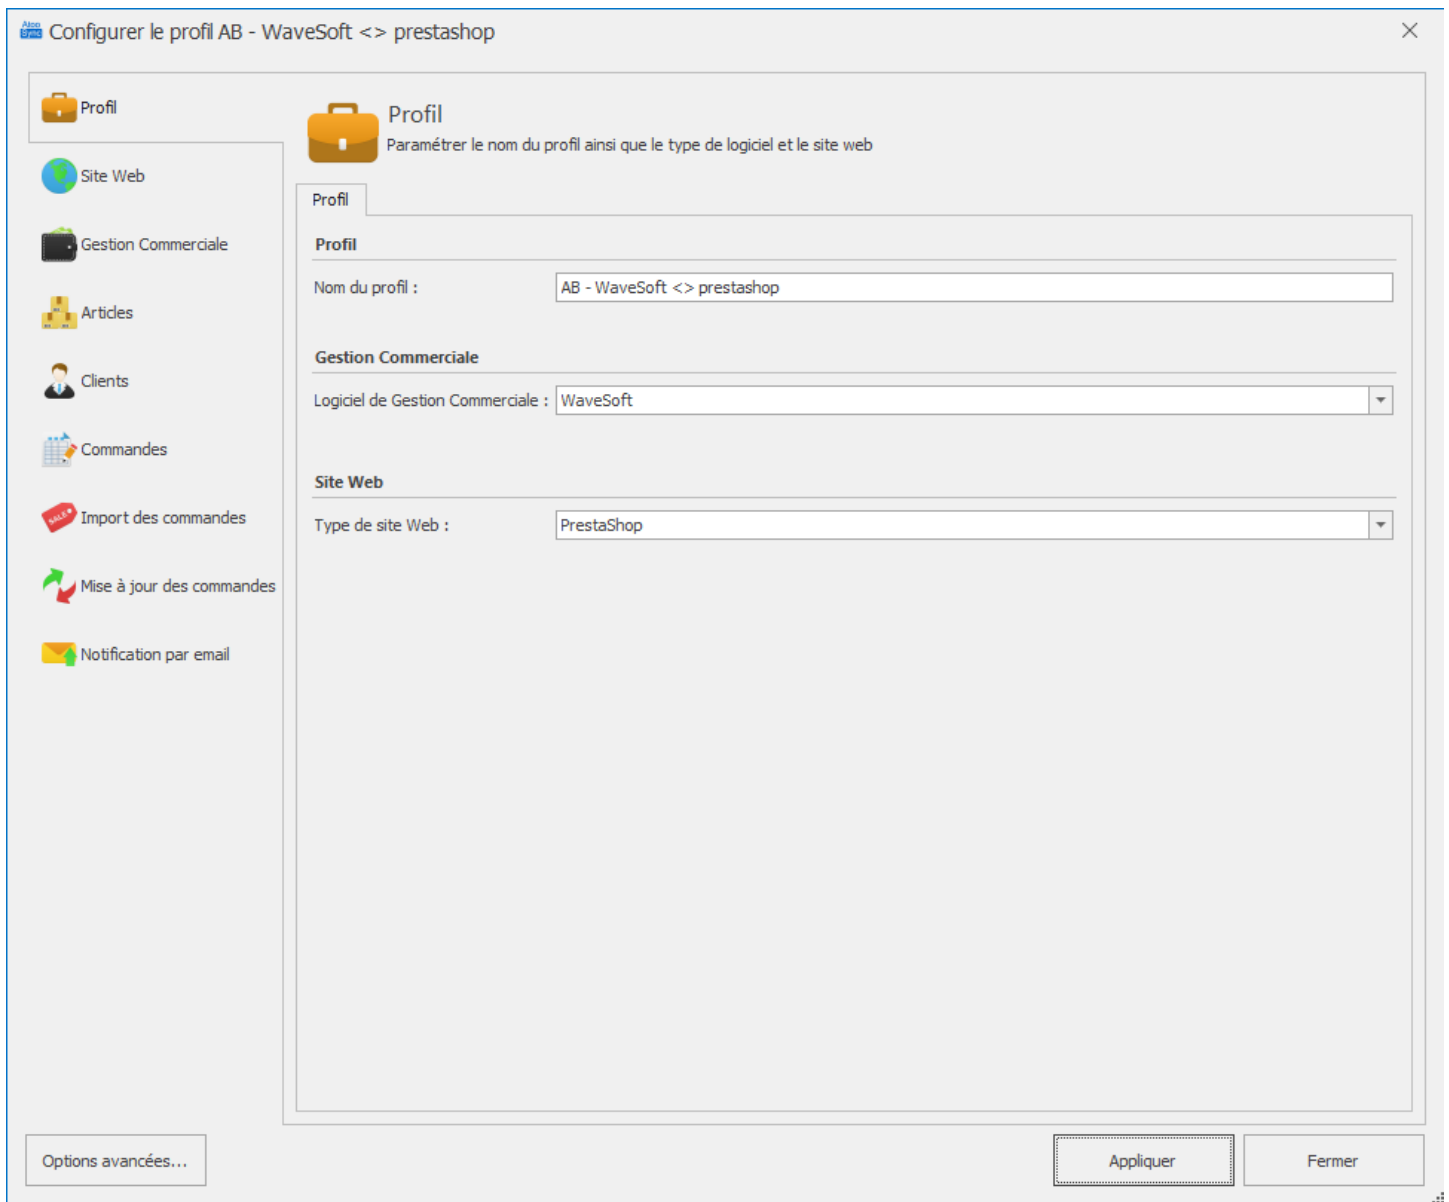 Atoo Sync
Configurer le profil AB - WaveSoft <> prestashop
Profil
Site Web
Gestion Commerciale
Articles
Clients
Commandes
SALE
Import des commandes
Mise à jour des commandes
Notification par email
Profil
Paramétrer le nom du profil ainsi que le type de logiciel et le site web
Profil
Profil
Nom du profil : AB - WaveSoft <> prestashop
Gestion Commerciale
Logiciel de Gestion Commerciale : WaveSoft
Site Web
Type de site Web : PrestaShop
Options avancées...
Appliquer
Fermer